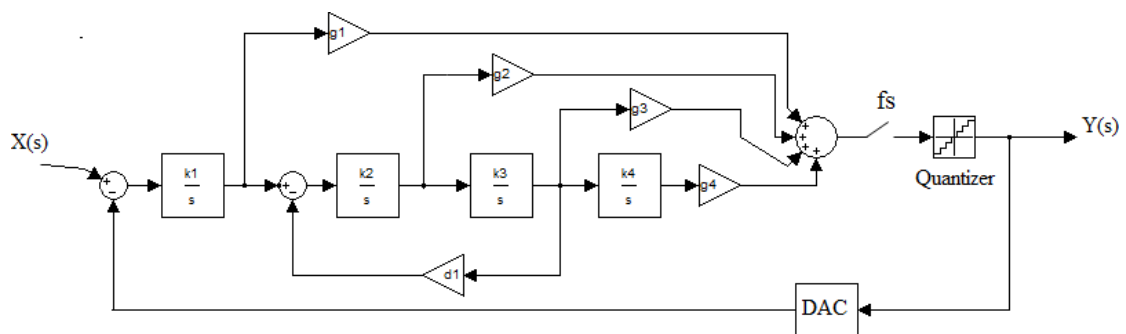 g1
g2
g3
fs
X(s)
Y(s)
+
+
+
+
+
−
+
−
k1
s
k2
s
k3
s
k4
s
g4
Quantizer
d1
DAC